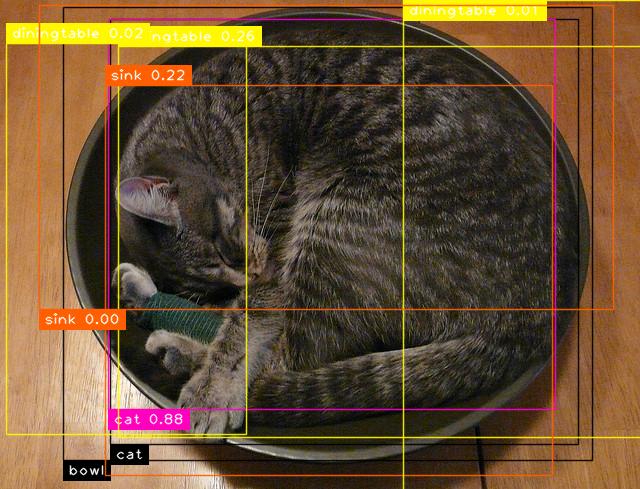 diningtable 0.01
diningtable 0.02
ngtable 0.26
sink 0.22
sink 0.00
cat 0.88
cat
bowl